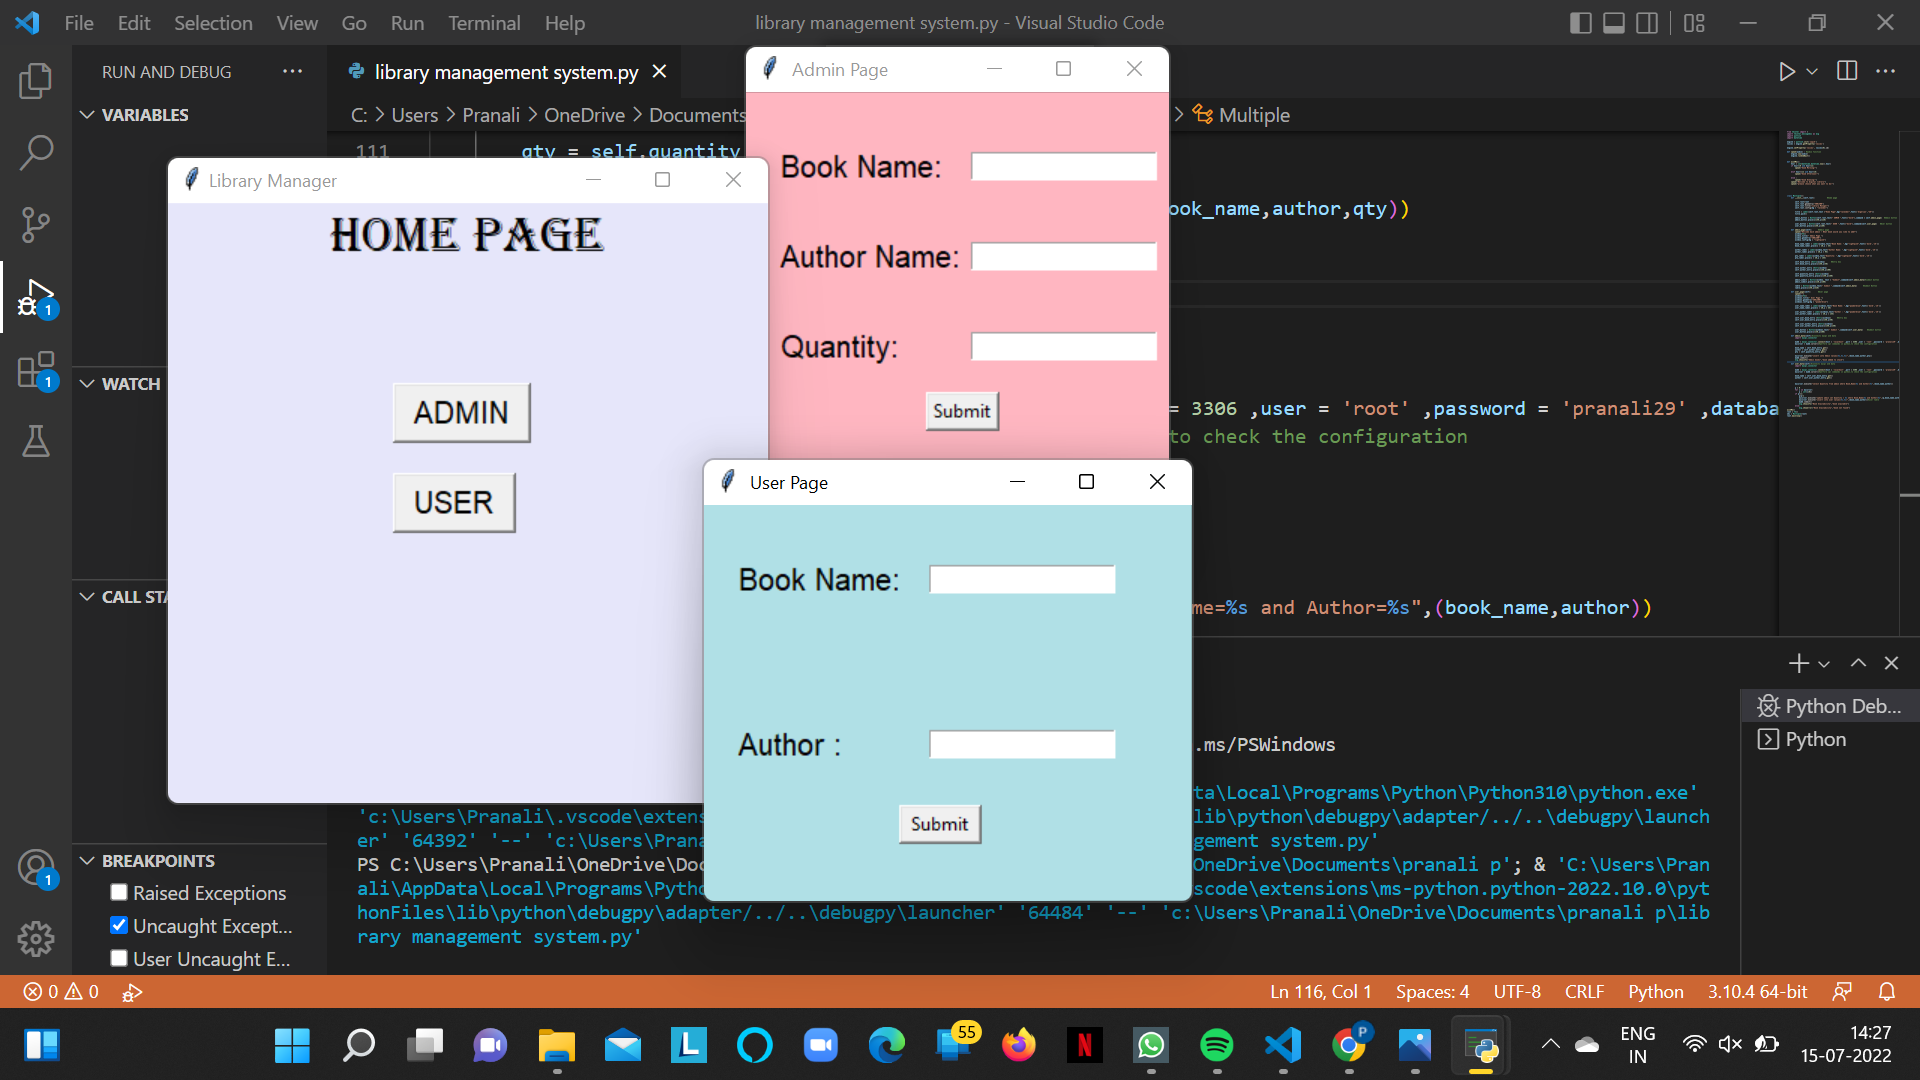 File Edit Selection View Go Run Terminal Help
library management system.py - Visual Studio Code
RUN AND DEBUG
library management system.py
VARIABLES
C: > Users > Pranali > OneDrive > Documents
> Multiple
111 qty = self.quantity
book_name,author,qty))
Admin Page
Book Name:
Author Name:
Quantity:
Submit
Library Manager
HOME PAGE
ADMIN
USER
WATCH
= 3306 ,user = 'root' ,password = 'pranali29' ,databa
to check the configuration
User Page
Book Name:
Author :
Submit
CALL STA
me=%s and Author=%s",(book_name,author))
Python Deb...
Python
.ms/PSWindows
ta\Local\Programs\Python\Python310\python.exe'
'c:\Users\Pranali\.vscode\extens
lib\python\debugpy\adapter/../..\debugpy\launch
er' '64392' '--' 'c:\Users\Prana
gement system.py'
PS C:\Users\Pranali\OneDrive\Doc
OneDrive\Documents\pranali p'; & 'C:\Users\Pran
ali\AppData\Local\Programs\Pytho
scode\extensions\ms-python.python-2022.10.0\pyt
honFiles\lib\python\debugpy\adapter/../..\debugpy\launcher' '64484' '--' 'c:\Users\Pranali\OneDrive\Documents\pranali p\lib
rary management system.py'
BREAKPOINTS
Raised Exceptions
Uncaught Except...
User Uncaught E...
1
1
1
0 0
Ln 116, Col 1 Spaces: 4 UTF-8 CRLF Python 3.10.4 64-bit
L
55
N
P
ENG
IN
14:27
15-07-2022